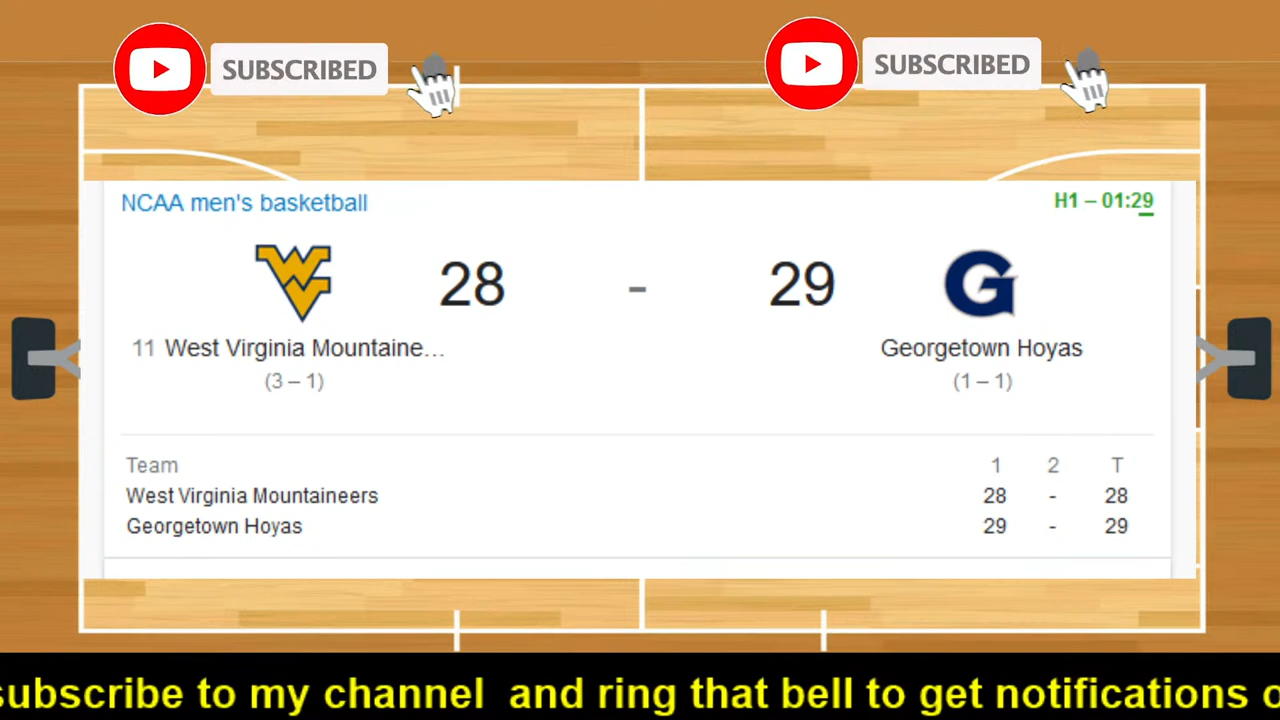 SUBSCRIBED
SUBSCRIBED
NCAA men's basketball
H1 – 01:29
28 - 29
11 West Virginia Mountaine...
Georgetown Hoyas
(3 – 1)
(1 – 1)
Team 1 2 T
West Virginia Mountaineers 28 - 28
Georgetown Hoyas 29 - 29
subscribe to my channel and ring that bell to get notifications